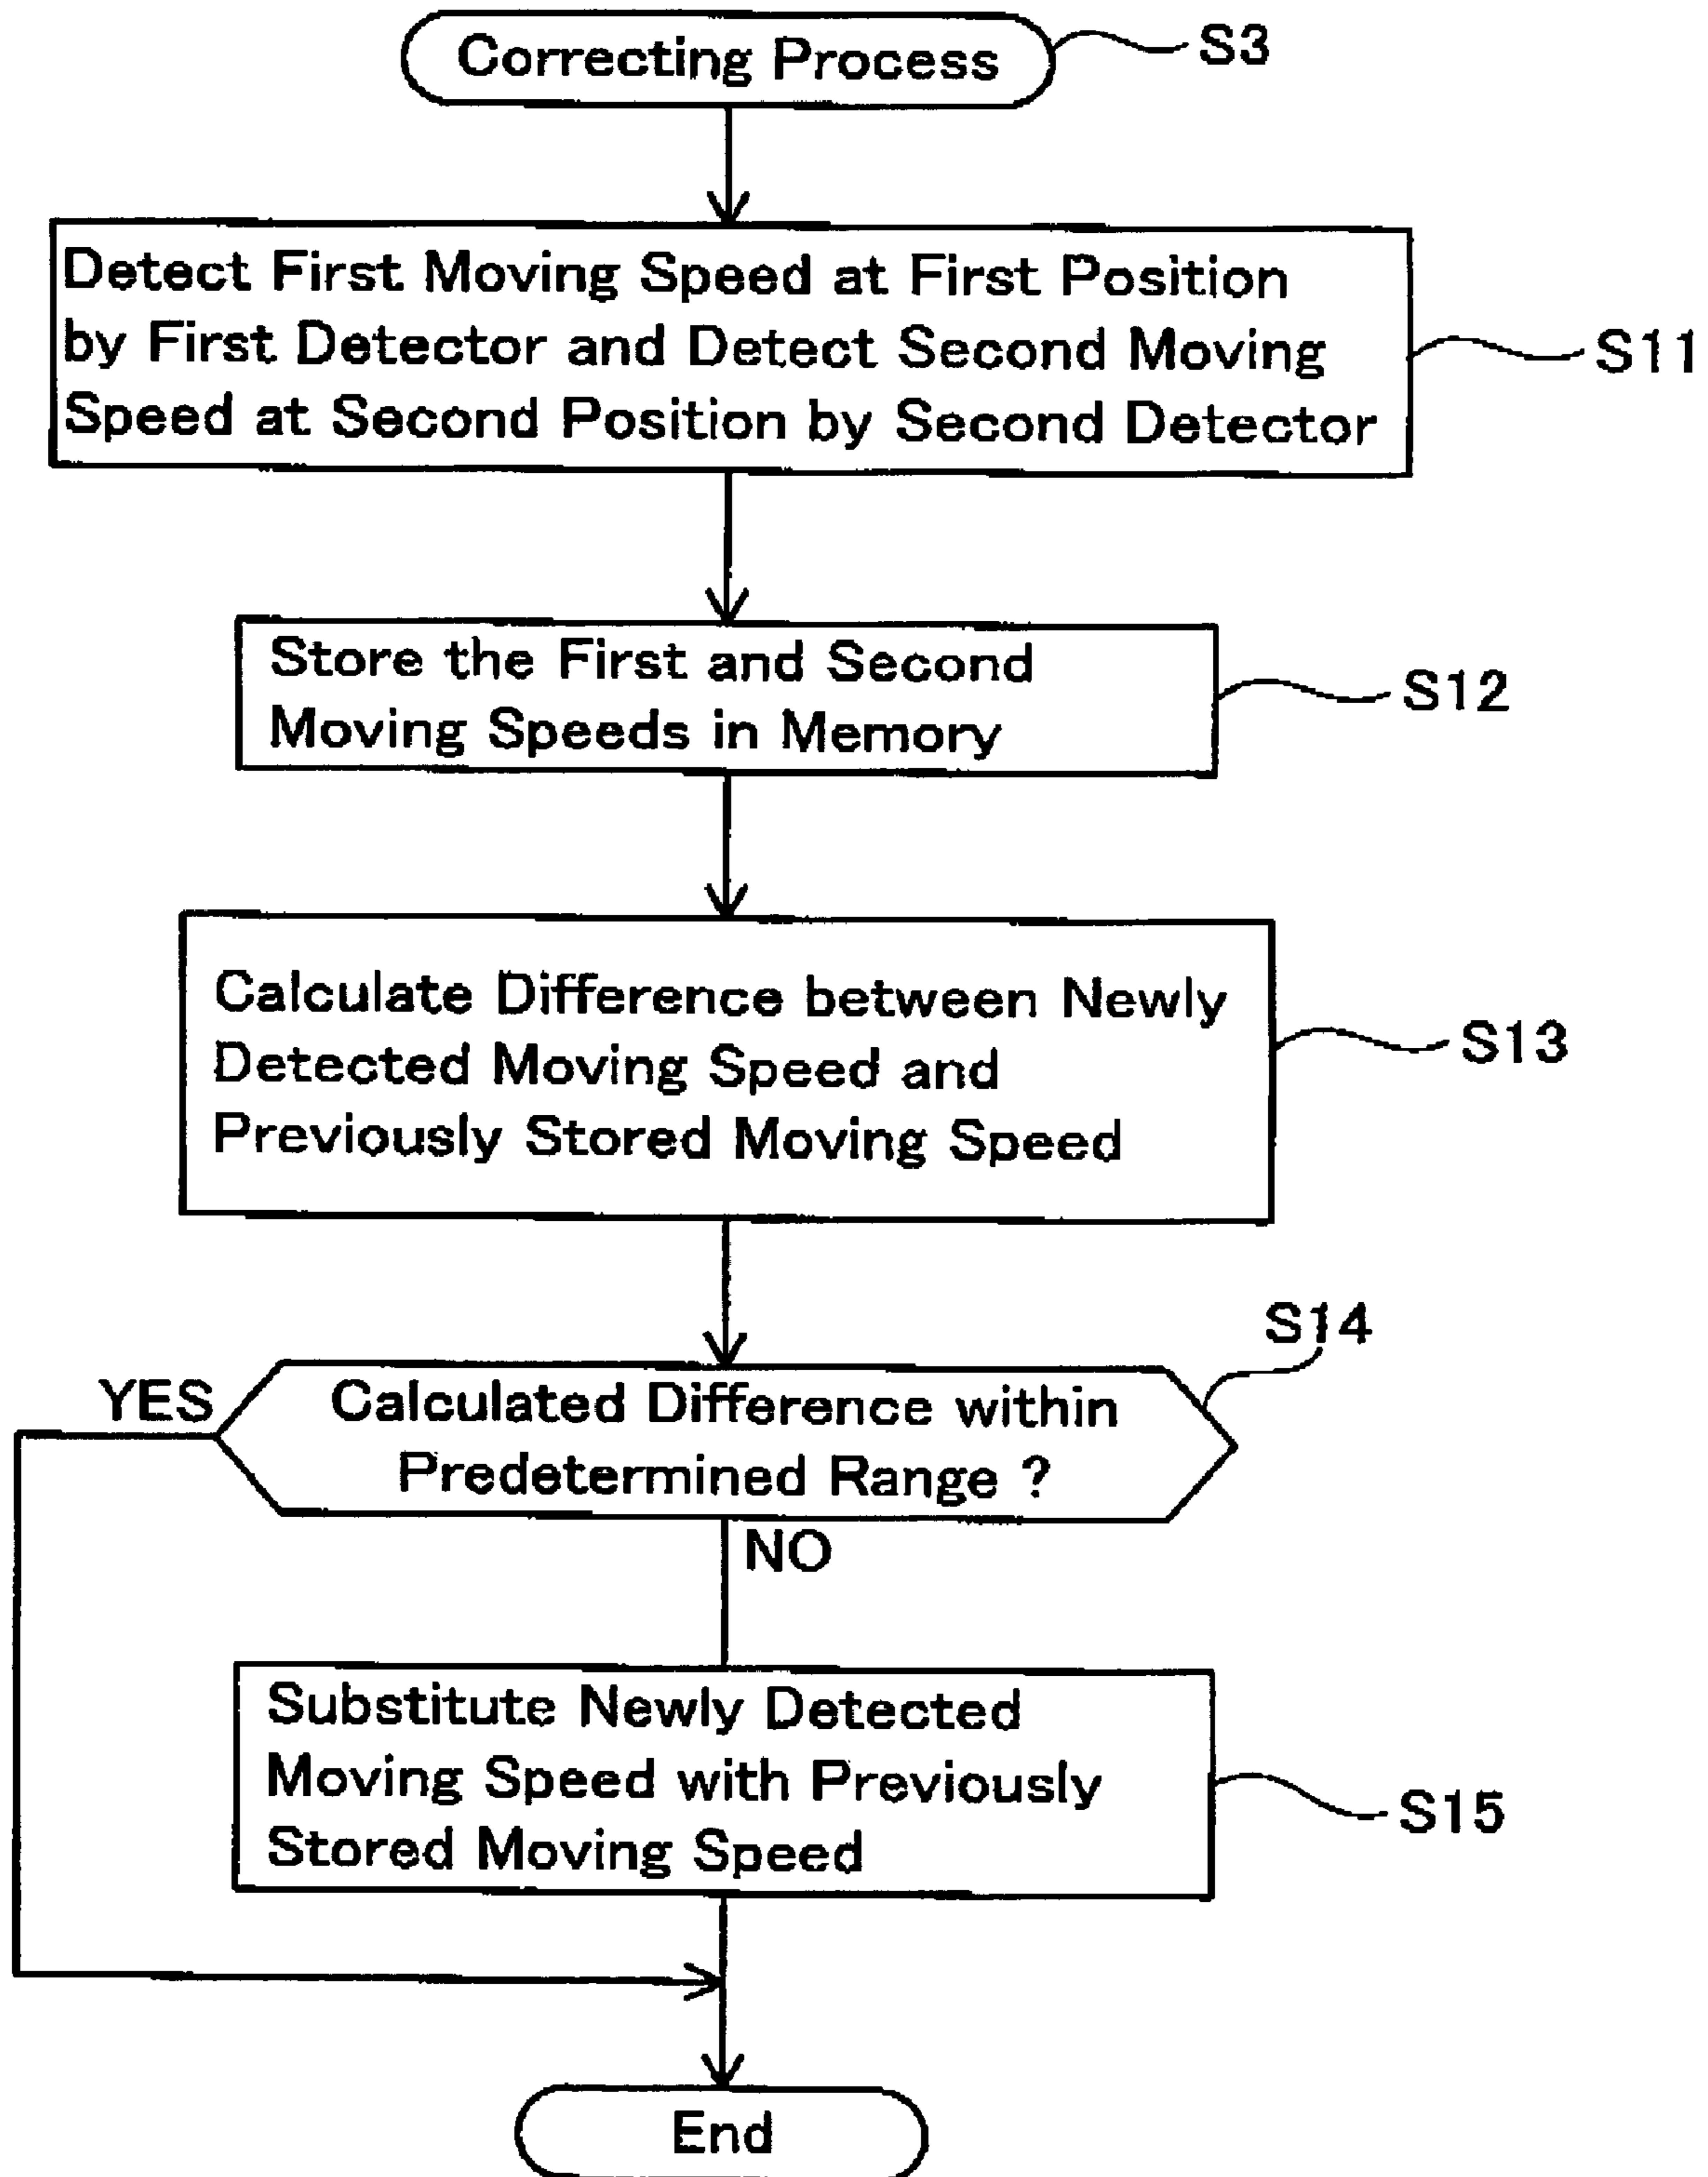 Correcting Process
S3
Detect First Moving Speed at First Position
by First Detector and Detect Second Moving
Speed at Second Position by Second Detector
S11
Store the First and Second
Moving Speeds in Memory
S12
Calculate Difference between Newly
Detected Moving Speed and
Previously Stored Moving Speed
S13
S14
YES
Calculated Difference within
Predetermined Range ?
NO
Substitute Newly Detected
Moving Speed with Previously
Stored Moving Speed
S15
End